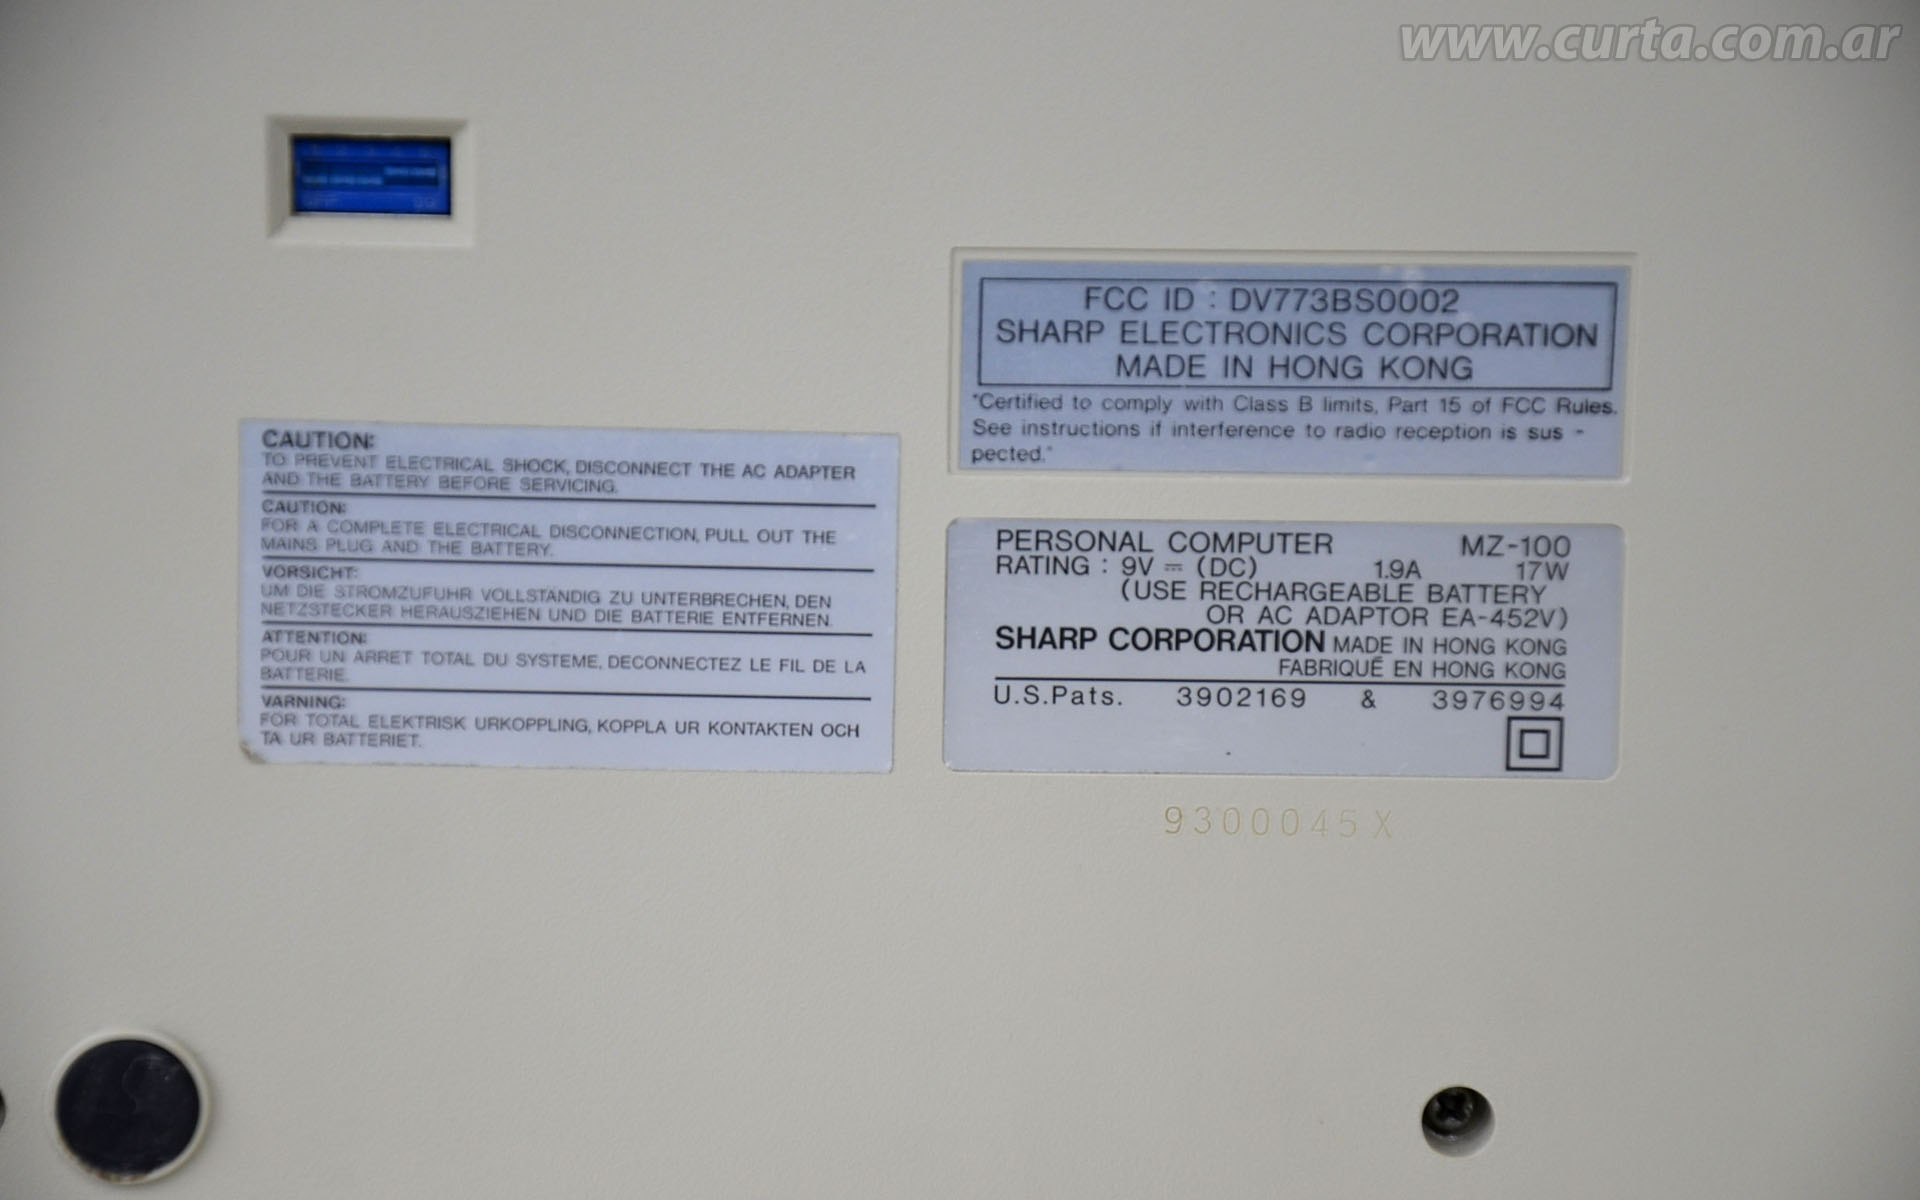 www.curta.com.ar
FCC ID : DV773BS0002
SHARP ELECTRONICS CORPORATION
MADE IN HONG KONG
"Certified to comply with Class B limits, Part 15 of FCC Rules.
See instructions if interference to radio reception is sus -
pected."
CAUTION:
TO PREVENT ELECTRICAL SHOCK, DISCONNECT THE AC ADAPTER
AND THE BATTERY BEFORE SERVICING.
CAUTION:
FOR A COMPLETE ELECTRICAL DISCONNECTION, PULL OUT THE
MAINS PLUG AND THE BATTERY.
VORSICHT:
UM DIE STROMZUFUHR VOLLSTÄNDIG ZU UNTERBRECHEN, DEN
NETZSTECKER HERAUSZIEHEN UND DIE BATTERIE ENTFERNEN.
ATTENTION:
POUR UN ARRET TOTAL DU SYSTEME, DECONNECTEZ LE FIL DE LA
BATTERIE.
VARNING:
FOR TOTAL ELEKTRISK URKOPPLING, KOPPLA UR KONTAKTEN OCH
TA UR BATTERIET.
PERSONAL COMPUTER MZ-100
RATING : 9V ⎓ (DC) 1.9A 17W
(USE RECHARGEABLE BATTERY
OR AC ADAPTOR EA-452V)
SHARP CORPORATION MADE IN HONG KONG
FABRIQUÉ EN HONG KONG
U.S.Pats. 3902169 & 3976994
9300045X